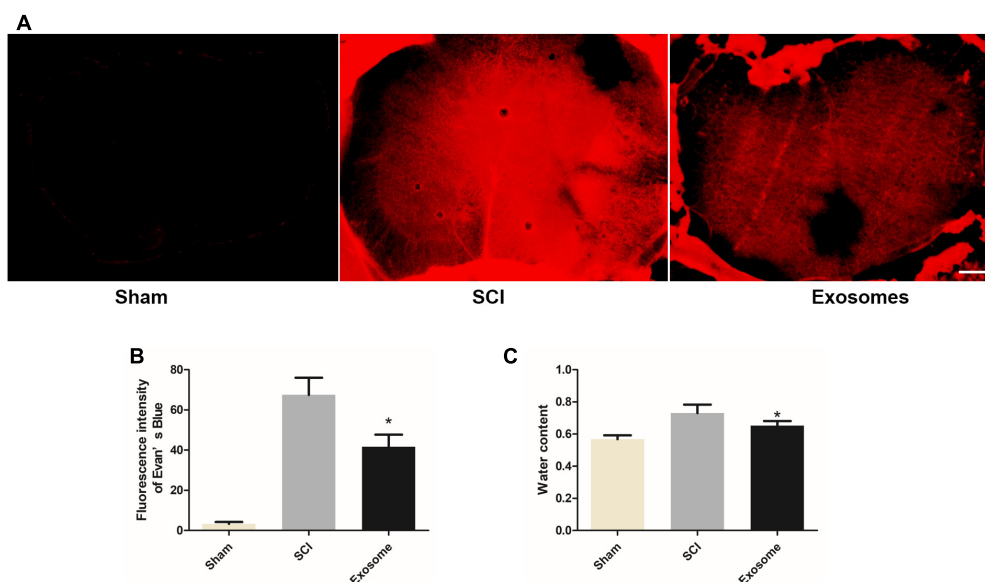 A
Sham SCI Exosomes
B
Fluorescence intensity
of Evan’s Blue
80
60
40
20
0
*
Sham SCI Exosome
C
Water content
1.0
0.8
0.6
0.4
0.2
0.0
*
Sham SCI Exosome